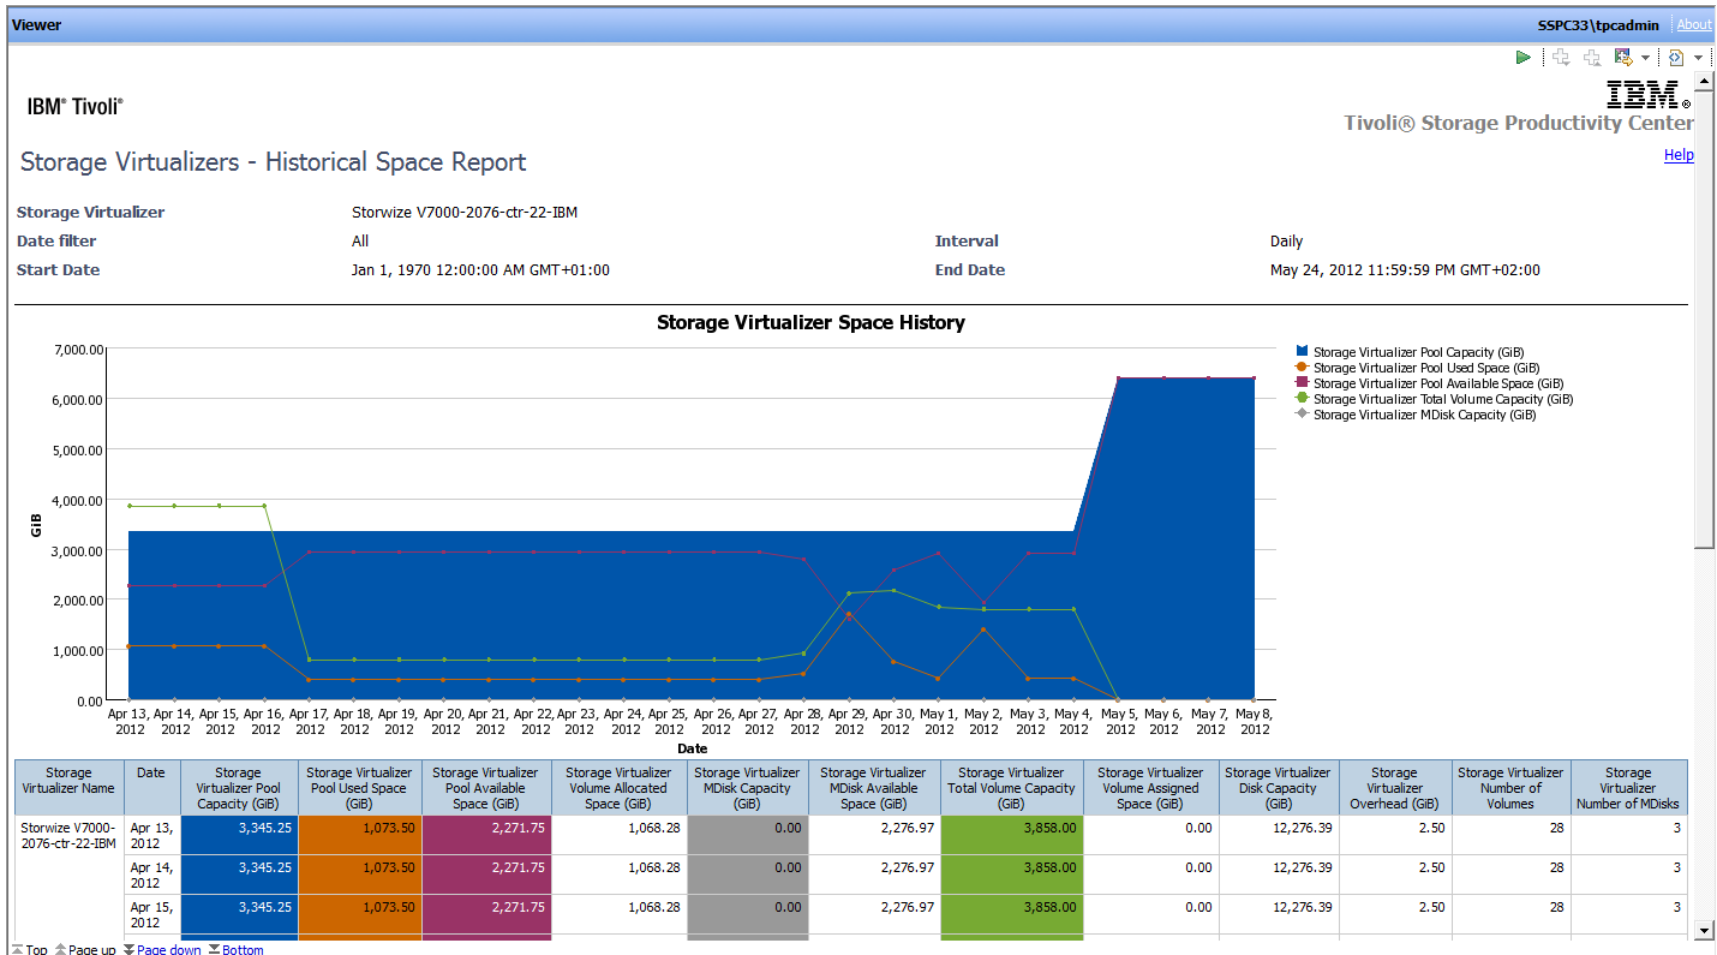 Viewer SSPC33\tpcadmin About
IBM® Tivoli®
IBM®
Tivoli® Storage Productivity Center
Storage Virtualizers - Historical Space Report Help
Storage Virtualizer Storwize V7000-2076-ctr-22-IBM
Date filter All Interval Daily
Start Date Jan 1, 1970 12:00:00 AM GMT+01:00 End Date May 24, 2012 11:59:59 PM GMT+02:00
Storage Virtualizer Space History
7,000.00
6,000.00
5,000.00
4,000.00
3,000.00
2,000.00
1,000.00
0.00
GiB
Storage Virtualizer Pool Capacity (GiB)
Storage Virtualizer Pool Used Space (GiB)
Storage Virtualizer Pool Available Space (GiB)
Storage Virtualizer Total Volume Capacity (GiB)
Storage Virtualizer MDisk Capacity (GiB)
Apr 13, Apr 14, Apr 15, Apr 16, Apr 17, Apr 18, Apr 19, Apr 20, Apr 21, Apr 22, Apr 23, Apr 24, Apr 25, Apr 26, Apr 27, Apr 28, Apr 29, Apr 30, May 1, May 2, May 3, May 4, May 5, May 6, May 7, May 8,
2012 2012 2012 2012 2012 2012 2012 2012 2012 2012 2012 2012 2012 2012 2012 2012 2012 2012 2012 2012 2012 2012 2012 2012 2012 2012
Date
Storage Date Storage Storage Virtualizer Storage Virtualizer Storage Virtualizer Storage Virtualizer Storage Virtualizer Storage Virtualizer Storage Virtualizer Storage Virtualizer Storage Storage Virtualizer Storage
Virtualizer Name Virtualizer Pool Pool Used Space Pool Available Volume Allocated MDisk Capacity MDisk Available Total Volume Capacity Volume Assigned Disk Capacity Virtualizer Number of Virtualizer
Capacity (GiB) (GiB) Space (GiB) Space (GiB) (GiB) Space (GiB) (GiB) Space (GiB) (GiB) Overhead (GiB) Volumes Number of MDisks
Storwize V7000- Apr 13, 3,345.25 1,073.50 2,271.75 1,068.28 0.00 2,276.97 3,858.00 0.00 12,276.39 2.50 28 3
2076-ctr-22-IBM 2012
Apr 14, 3,345.25 1,073.50 2,271.75 1,068.28 0.00 2,276.97 3,858.00 0.00 12,276.39 2.50 28 3
2012
Apr 15, 3,345.25 1,073.50 2,271.75 1,068.28 0.00 2,276.97 3,858.00 0.00 12,276.39 2.50 28 3
2012
Top Page up Page down Bottom